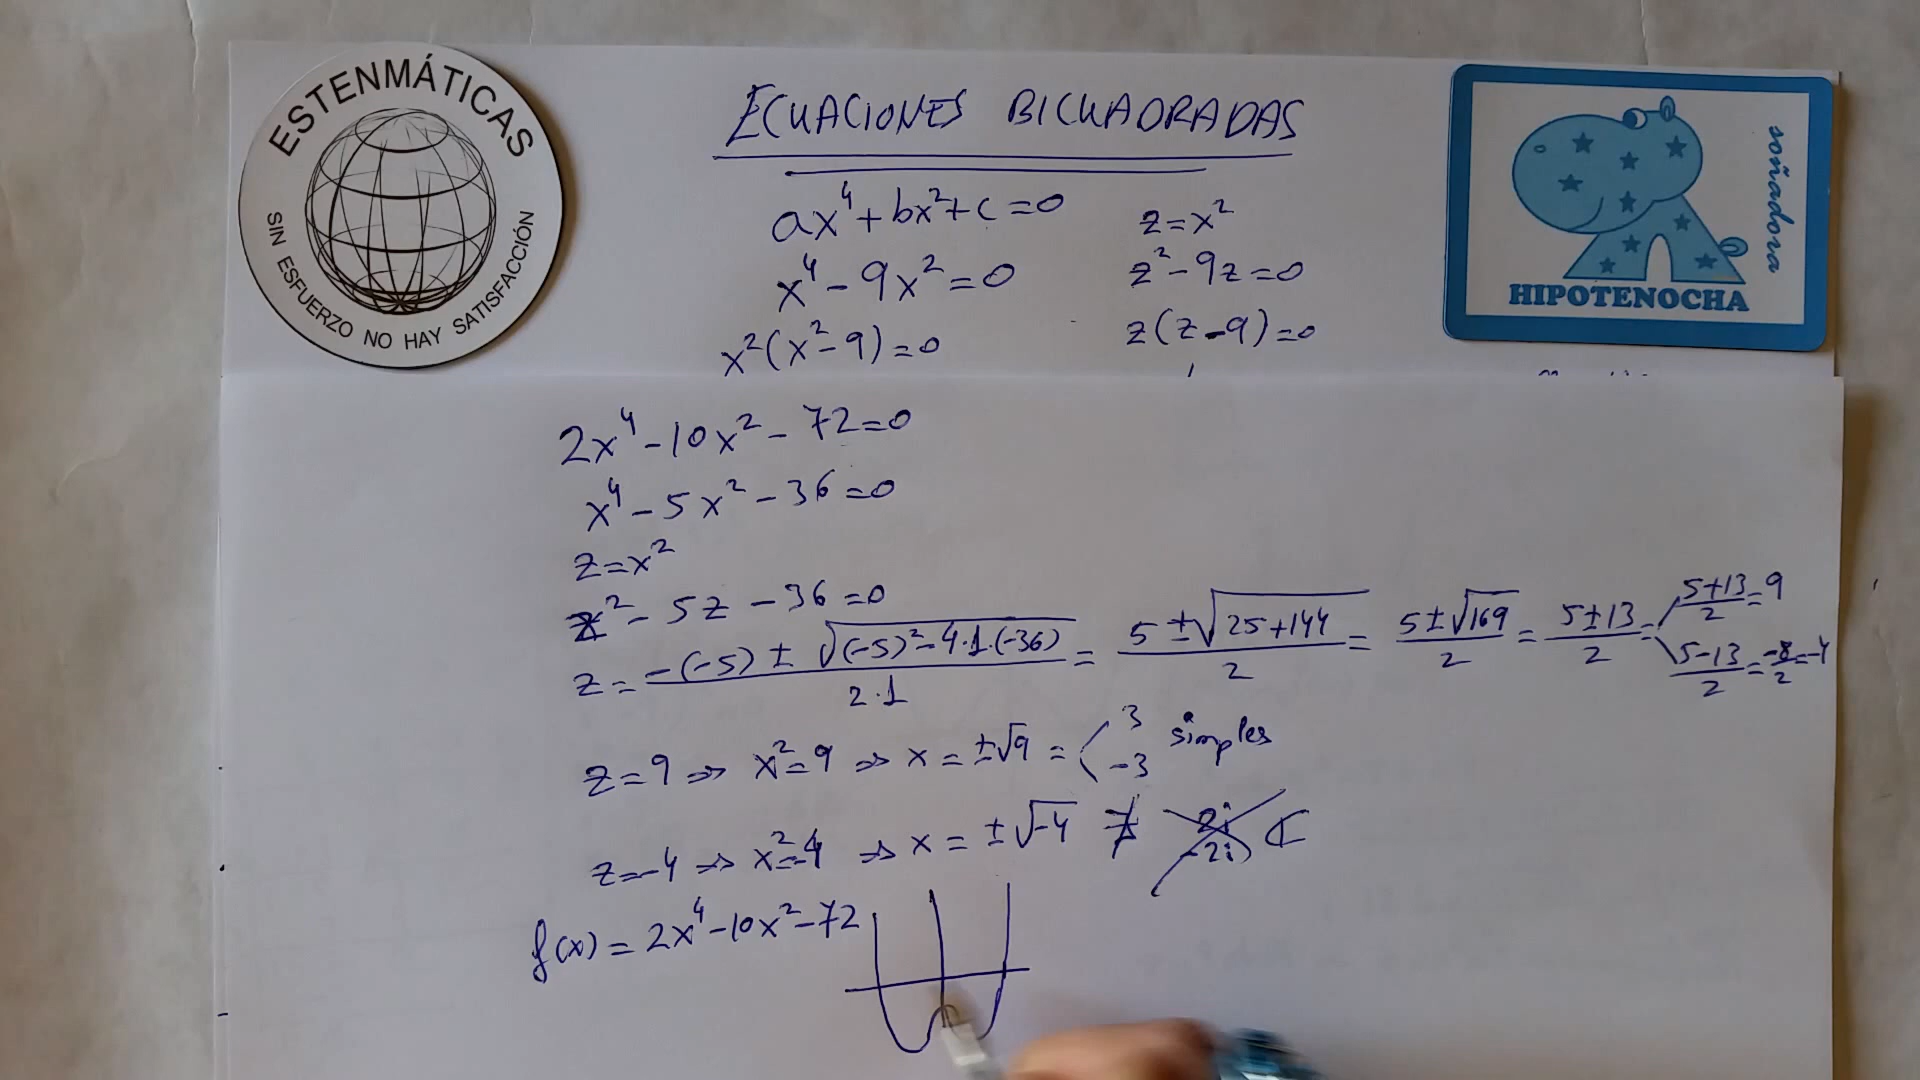 ESTENMÁTICAS
SIN ESFUERZO NO HAY SATISFACCIÓN
ECUACIONES BICUADRADAS
soñadora
HIPOTENOCHA
ax⁴+bx²+c=0
z=x²
x⁴-9x²=0
z²-9z=0
x²(x²-9)=0
z(z-9)=0
2x⁴-10x²-72=0
x⁴-5x²-36=0
z=x²
z²-5z-36=0
z=(-(-5)±√((-5)²-4·1·(-36)))/(2·1)=(5±√(25+144))/2=(5±√169)/2=(5±13)/2=
(5+13)/2=9
(5-13)/2=-8/2=-4
z=9⇒x²=9⇒x=±√9=
3
-3
simples
z=-4⇒x²=-4⇒x=±√-4 ∄
2i
-2i
ℂ
f(x)=2x⁴-10x²-72